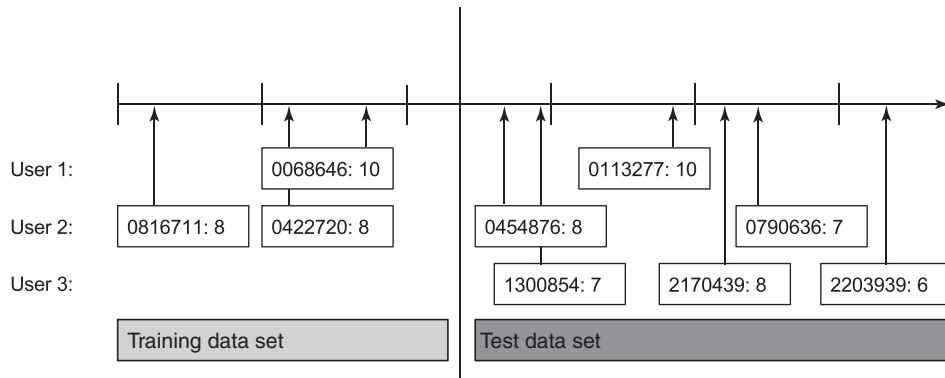 User 1:
0068646: 10
0113277: 10
User 2:
0816711: 8
0422720: 8
0454876: 8
0790636: 7
User 3:
1300854: 7
2170439: 8
2203939: 6
Training data set
Test data set